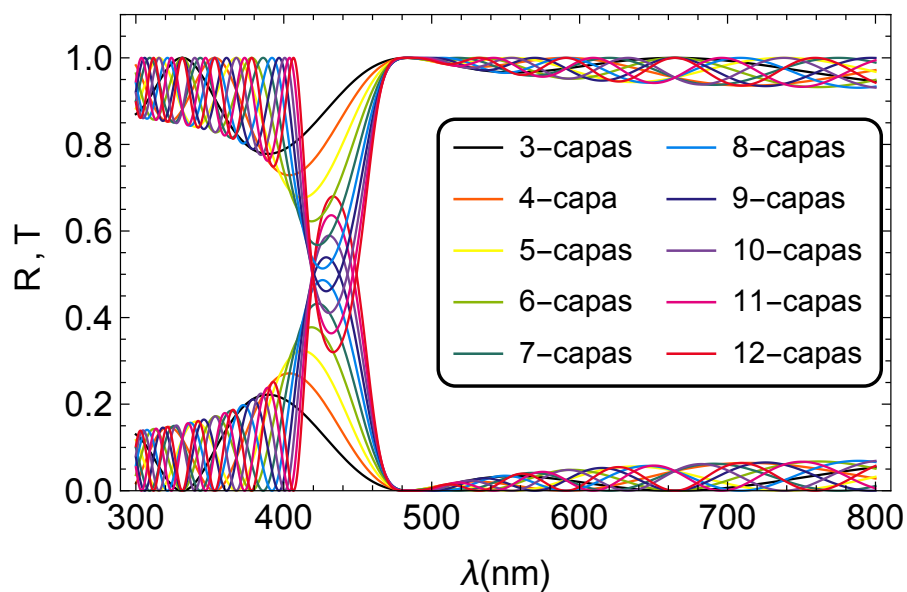 R, T
1.0
0.8
0.6
0.4
0.2
0.0
300 400 500 600 700 800
λ(nm)
3-capas
4-capa
5-capas
6-capas
7-capas
8-capas
9-capas
10-capas
11-capas
12-capas